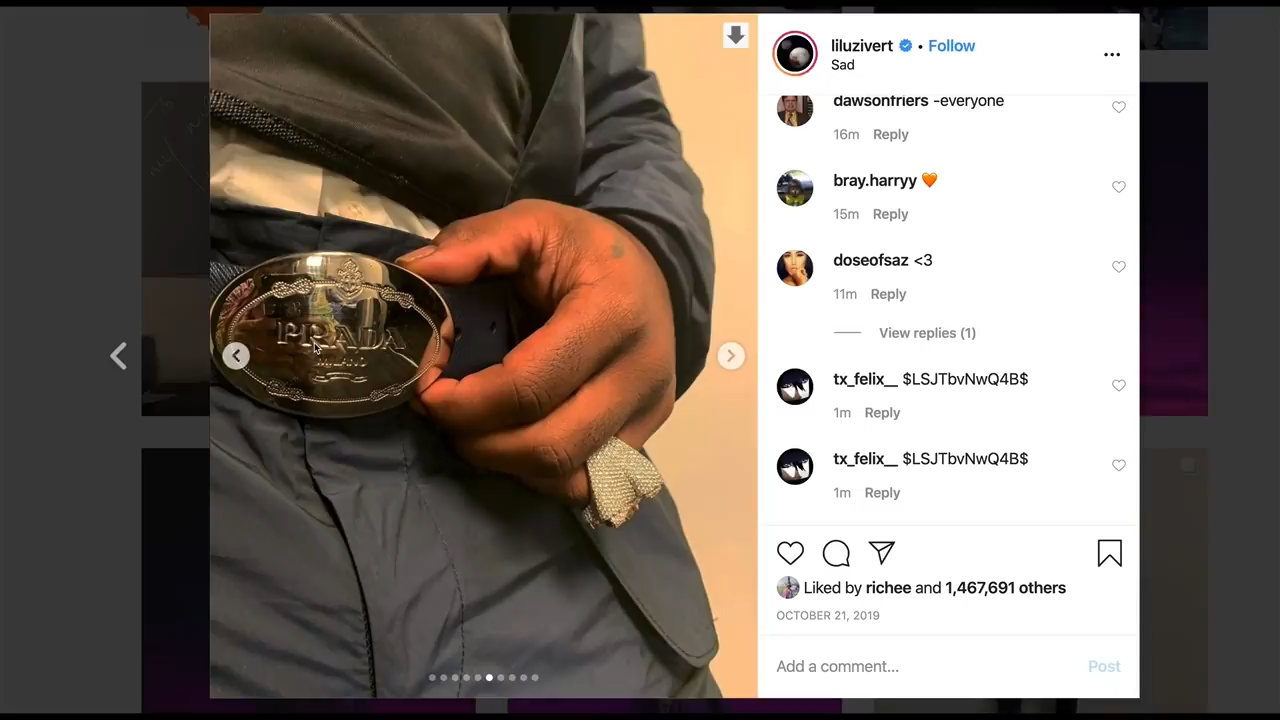 PRADA
MILANO
liluzivert • Follow
Sad
dawsonfriers -everyone
16m Reply
bray.harryy 🧡
15m Reply
doseofsaz <3
11m Reply
View replies (1)
tx_felix__ $LSJTbvNwQ4B$
1m Reply
tx_felix__ $LSJTbvNwQ4B$
1m Reply
Liked by richee and 1,467,691 others
OCTOBER 21, 2019
Add a comment... Post